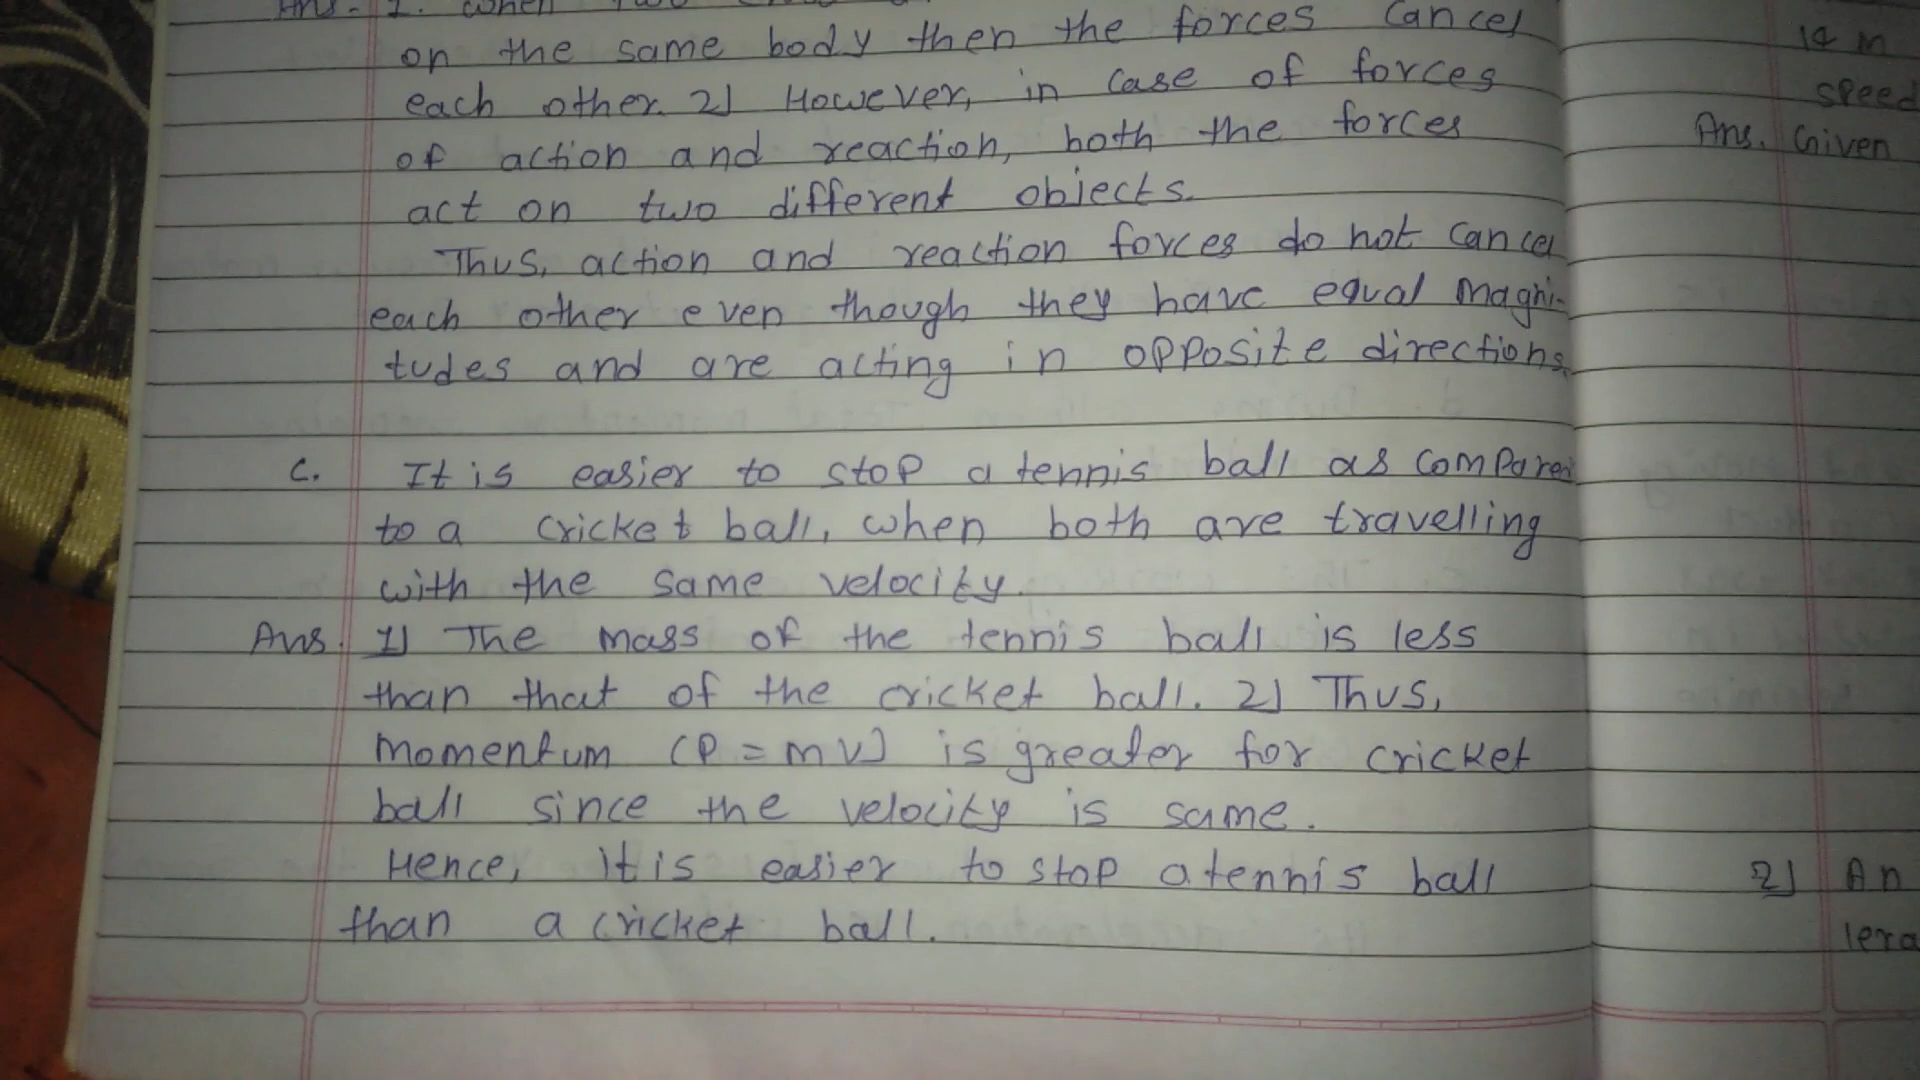 Ans. 1. When two
on the same body then the forces cancel
each other. 2) However, in case of forces
of action and reaction, both the forces
act on two different objects.
Thus, action and reaction forces do not cancel
each other even though they have equal magni-
tudes and are acting in opposite directions.
c. It is easier to stop a tennis ball as compared
to a cricket ball, when both are travelling
with the same velocity.
Ans. 1) The mass of the tennis ball is less
than that of the cricket ball. 2) Thus,
momentum (P = mv) is greater for cricket
ball since the velocity is same.
Hence, it is easier to stop a tennis ball
than a cricket ball.
speed
Ans. Given
2) An